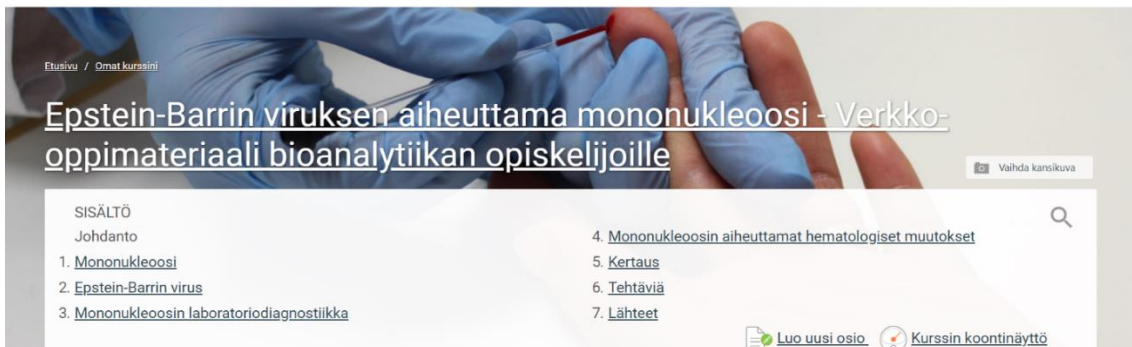 Etusivu / Omat kurssini
Epstein-Barrin viruksen aiheuttama mononukleoosi - Verkko-
oppimateriaali bioanalytiikan opiskelijoille
Vaihda kansikuva
SISÄLTÖ
Johdanto
1. Mononukleoosi
2. Epstein-Barrin virus
3. Mononukleoosin laboratoriodiagnostiikka
4. Mononukleoosin aiheuttamat hematologiset muutokset
5. Kertaus
6. Tehtäviä
7. Lähteet
Luo uusi osio Kurssin koontinäyttö